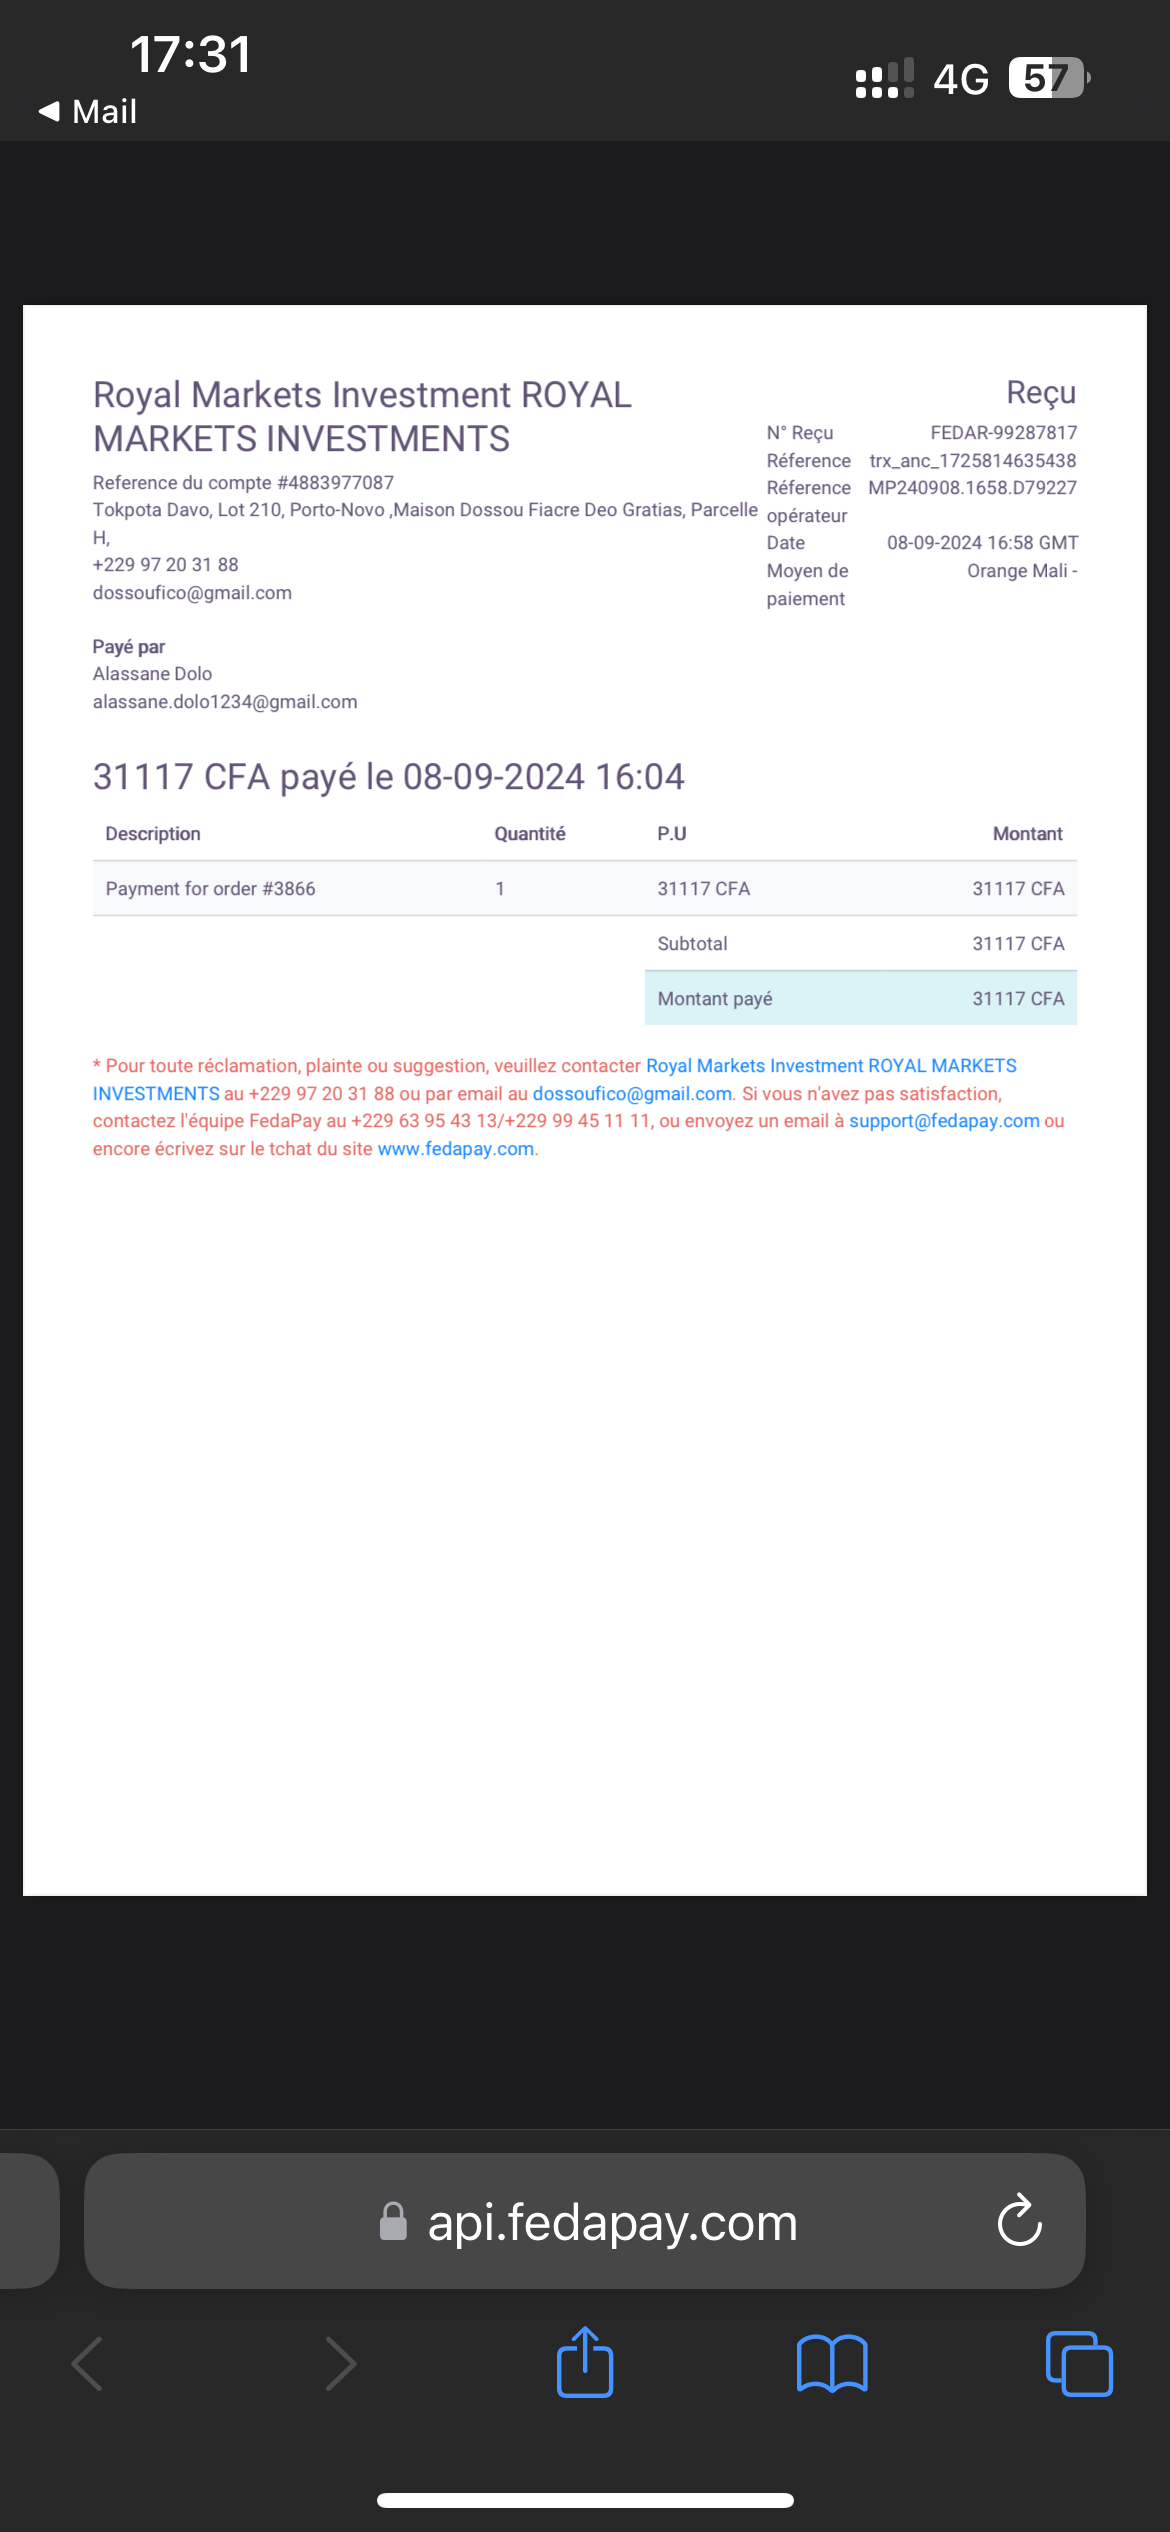 17:31
4G 57
◀ Mail
Royal Markets Investment ROYAL
MARKETS INVESTMENTS
Reference du compte #4883977087
Tokpota Davo, Lot 210, Porto-Novo ,Maison Dossou Fiacre Deo Gratias, Parcelle
H,
+229 97 20 31 88
dossoufico@gmail.com
Reçu
N° Reçu FEDAR-99287817
Réference trx_anc_1725814635438
Réference MP240908.1658.D79227
opérateur
Date 08-09-2024 16:58 GMT
Moyen de Orange Mali -
paiement
Payé par
Alassane Dolo
alassane.dolo1234@gmail.com
31117 CFA payé le 08-09-2024 16:04
Description Quantité P.U Montant
Payment for order #3866 1 31117 CFA 31117 CFA
Subtotal 31117 CFA
Montant payé 31117 CFA
* Pour toute réclamation, plainte ou suggestion, veuillez contacter Royal Markets Investment ROYAL MARKETS
INVESTMENTS au +229 97 20 31 88 ou par email au dossoufico@gmail.com. Si vous n'avez pas satisfaction,
contactez l'équipe FedaPay au +229 63 95 43 13/+229 99 45 11 11, ou envoyez un email à support@fedapay.com ou
encore écrivez sur le tchat du site www.fedapay.com.
api.fedapay.com